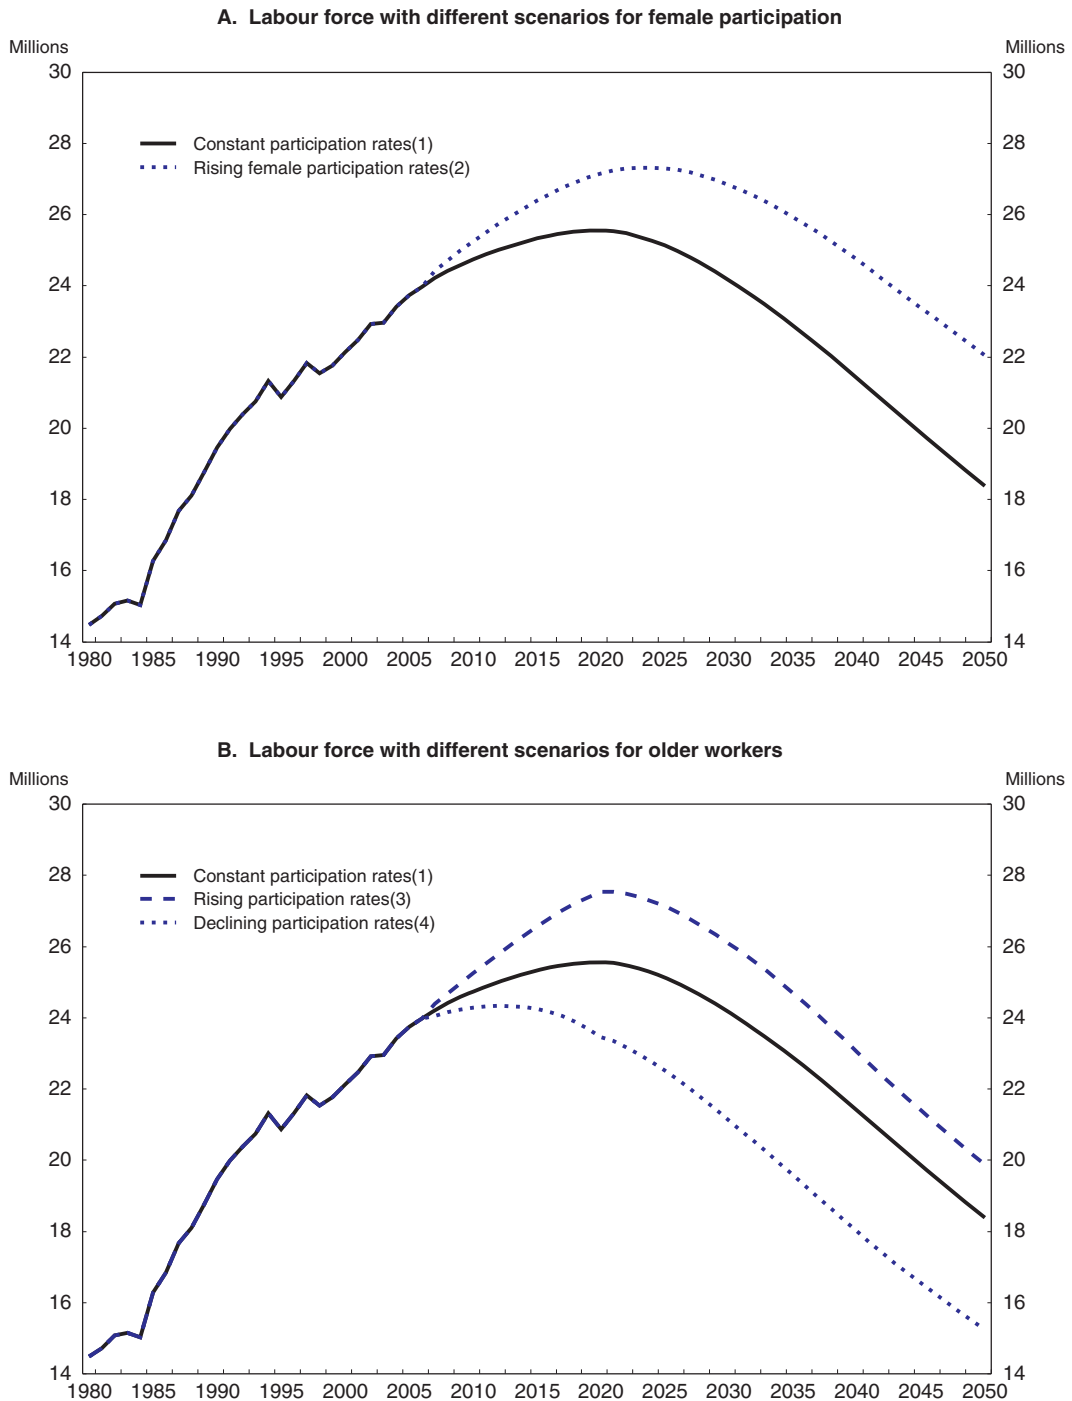 A. Labour force with different scenarios for female participation
Millions Millions
30 30
28 28
Constant participation rates(1)
Rising female participation rates(2)
26 26
24 24
22 22
20 20
18 18
16 16
14 14
1980 1985 1990 1995 2000 2005 2010 2015 2020 2025 2030 2035 2040 2045 2050
B. Labour force with different scenarios for older workers
Millions Millions
30 30
28 28
Constant participation rates(1)
Rising participation rates(3)
Declining participation rates(4)
26 26
24 24
22 22
20 20
18 18
16 16
14 14
1980 1985 1990 1995 2000 2005 2010 2015 2020 2025 2030 2035 2040 2045 2050